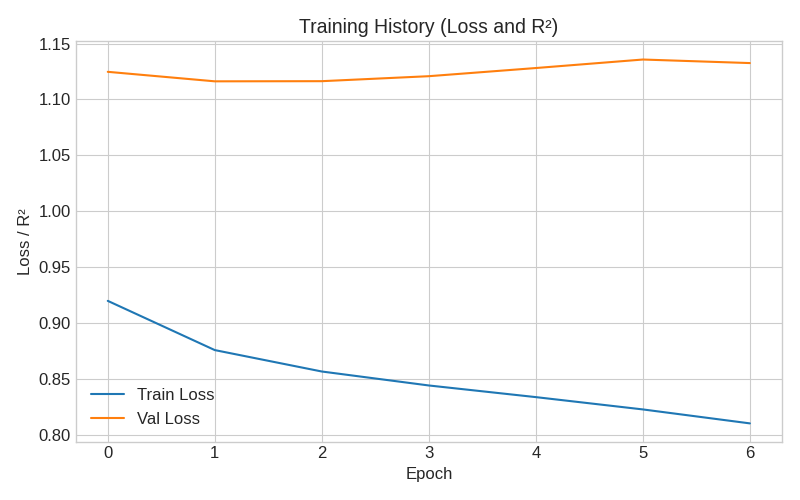 Training History (Loss and R²)
Loss / R²
1.15
1.10
1.05
1.00
0.95
0.90
0.85
0.80
Train Loss
Val Loss
0 1 2 3 4 5 6
Epoch